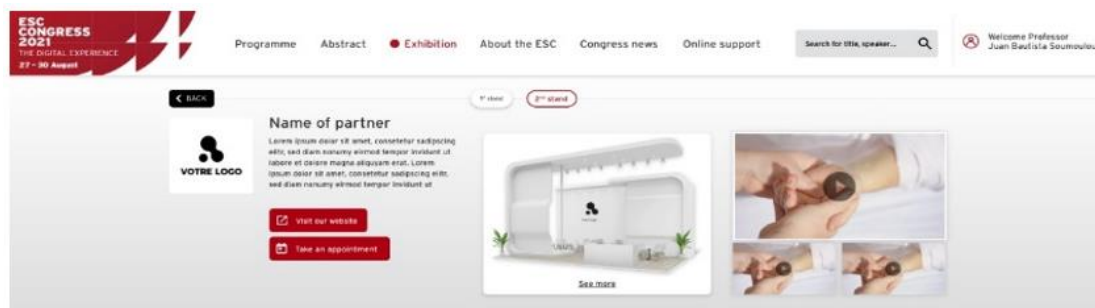 ESC
CONGRESS
2021
THE DIGITAL EXPERIENCE
27 - 30 August
Programme Abstract Exhibition About the ESC Congress news Online support
Search for title, speaker...
Welcome Professor
Juan Bautista Soumoulou
BACK
1st stand
2nd stand
Name of partner
Lorem ipsum dolor sit amet, consetetur sadipscing
elitr, sed diam nonumy eirmod tempor invidunt ut
labore et dolore magna aliquyam erat. Lorem
ipsum dolor sit amet, consetetur sadipscing elitr,
sed diam nonumy eirmod tempor invidunt ut
VOTRE LOGO
Visit our website
Take an appointment
See more